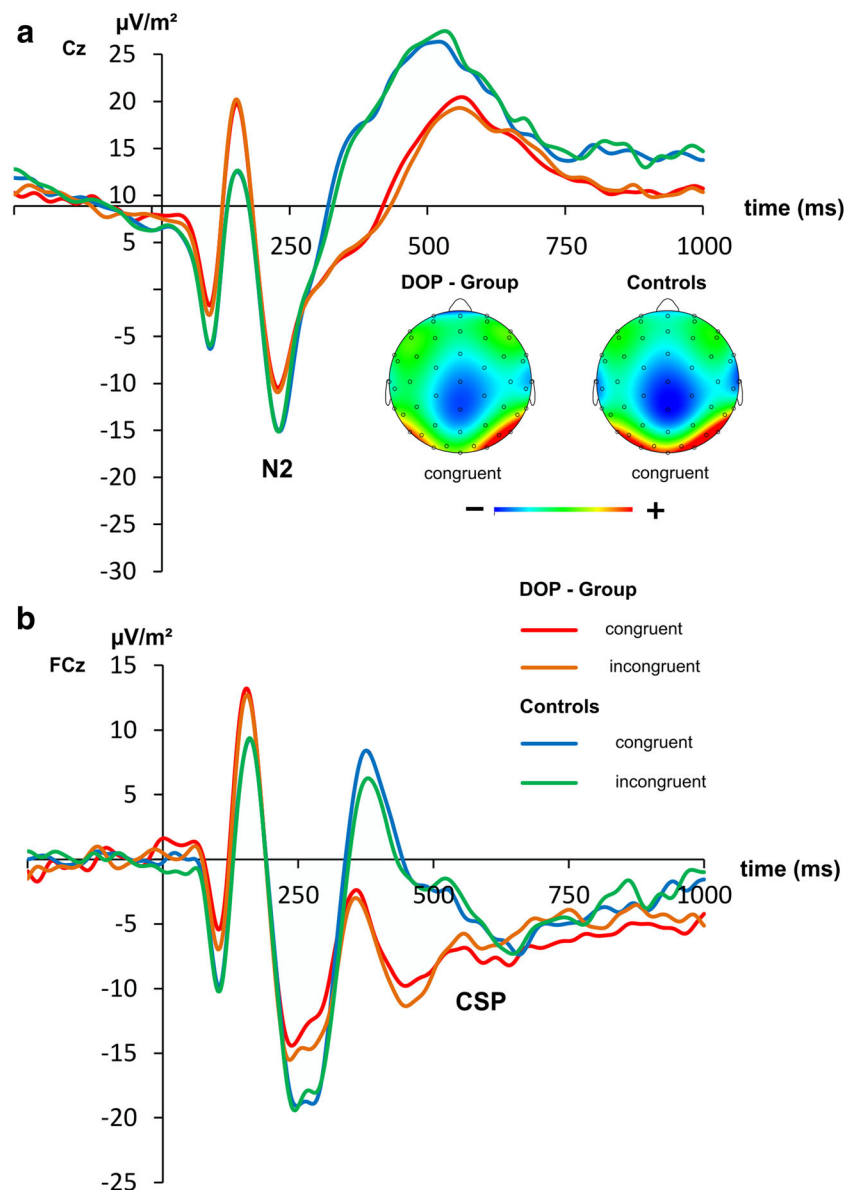 a
µV/m²
Cz
25
20
15
10
5
-5
-10
-15
-20
-25
-30
250
500
750
1000
time (ms)
N2
DOP - Group
Controls
congruent
congruent
−
+
DOP - Group
congruent
incongruent
Controls
congruent
incongruent
b
µV/m²
FCz
15
10
5
-5
-10
-15
-20
-25
250
500
750
1000
time (ms)
CSP